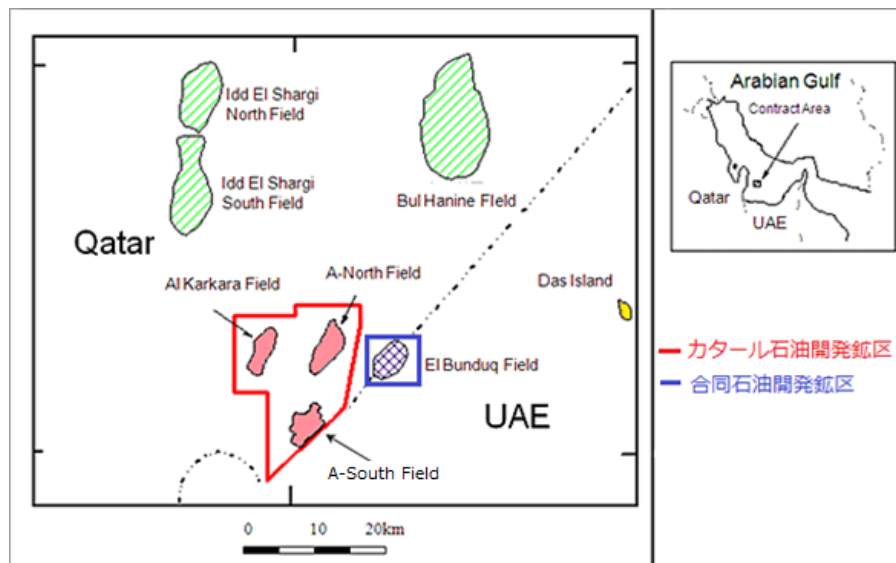 Idd El Shargi
North Field
Idd El Shargi
South Field
Bul Hanine FIeld
Qatar
Al Karkara Field
A-North Field
Das Island
El Bunduq Field
UAE
A-South Field
0 10 20km
Arabian Gulf
Contract Area
Qatar
UAE
カタール石油開発鉱区
合同石油開発鉱区